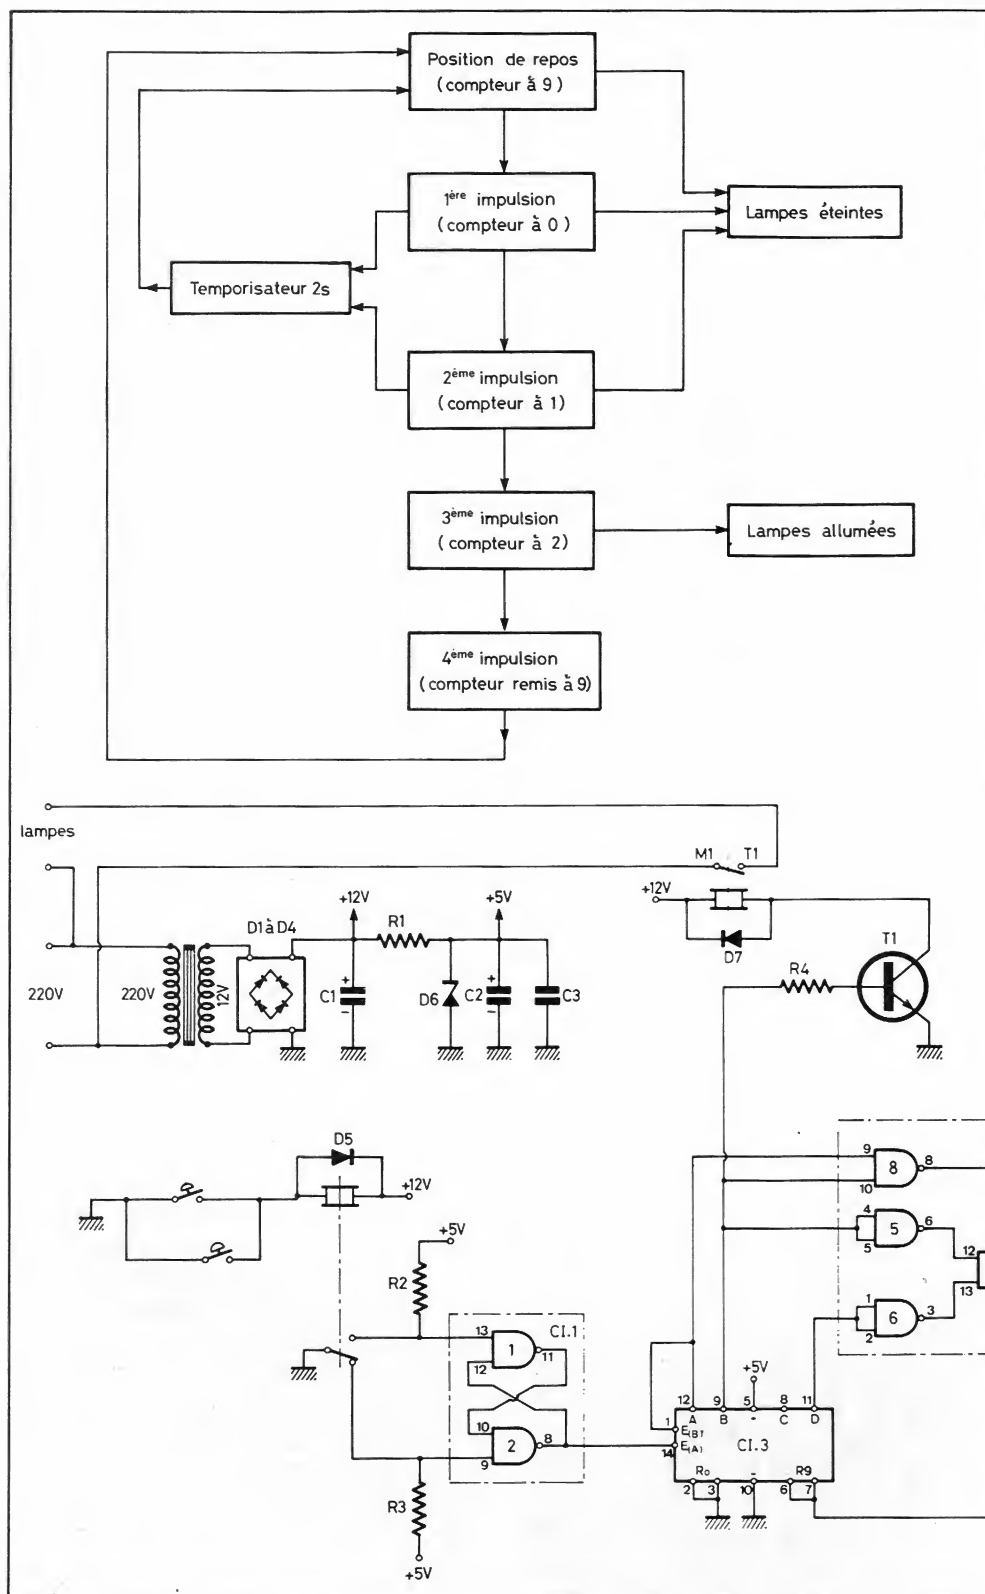 Position de repos
(compteur à 9)
1ère impulsion
(compteur à 0)
Lampes éteintes
Temporisateur 2s
2ème impulsion
(compteur à 1)
3ème impulsion
(compteur à 2)
Lampes allumées
4ème impulsion
(compteur remis à 9)
lampes
M1 T1
+12V
D7
+12V R1 +5V
D1 à D4
220V 220V 12V
C1 D6 C2 C3
R4 T1
D5
+12V
+5V
R2
CI.1
13 12 1 11
10 9 2 8
R3
+5V
9 10 8 8
4 5 5 6
1 2 6 3
12
13
+5V
12 9 5 8 11
A B - C D
1 E(B)
14 E(A)
CI.3
Ro - R9
2 3 10 6 7